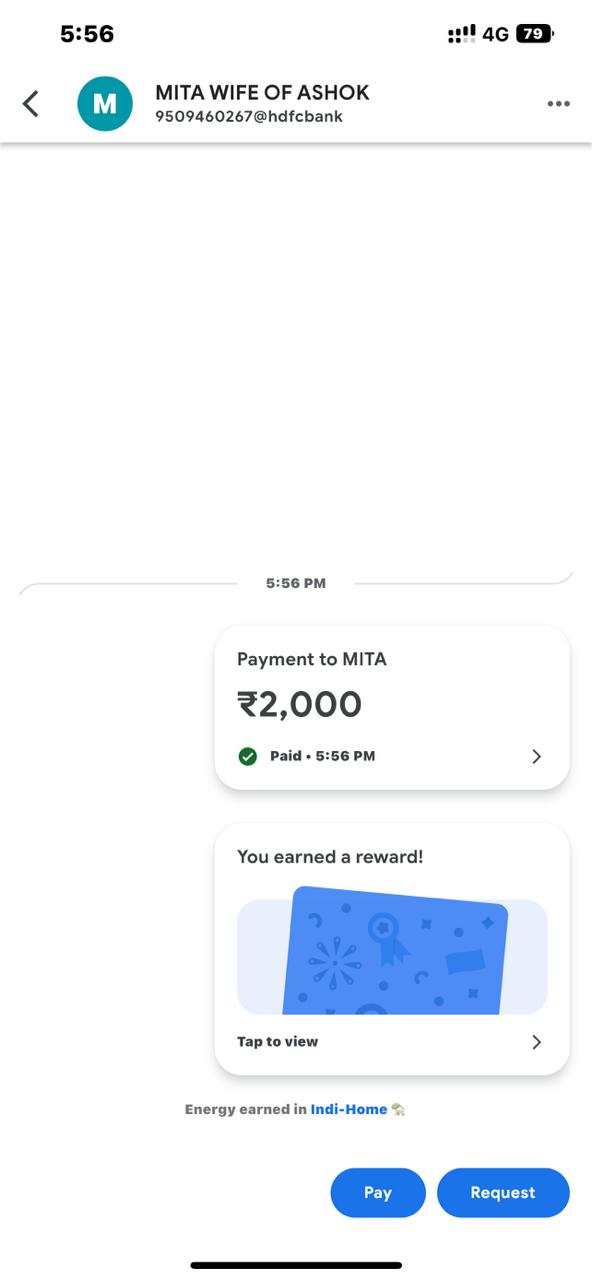 5:56
4G 79
M
MITA WIFE OF ASHOK
9509460267@hdfcbank
5:56 PM
Payment to MITA
₹2,000
Paid • 5:56 PM
You earned a reward!
Tap to view
Energy earned in Indi-Home 🏡
Pay
Request